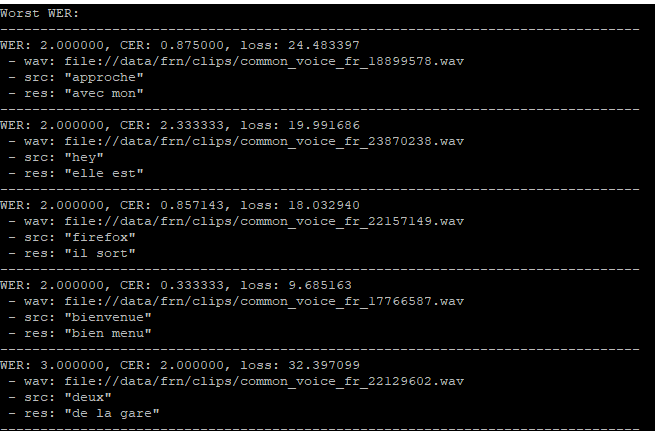 Worst WER:
--------------------------------------------------------------------------------
WER: 2.000000, CER: 0.875000, loss: 24.483397
 - wav: file://data/frn/clips/common_voice_fr_18899578.wav
 - src: "approche"
 - res: "avec mon"
--------------------------------------------------------------------------------
WER: 2.000000, CER: 2.333333, loss: 19.991686
 - wav: file://data/frn/clips/common_voice_fr_23870238.wav
 - src: "hey"
 - res: "elle est"
--------------------------------------------------------------------------------
WER: 2.000000, CER: 0.857143, loss: 18.032940
 - wav: file://data/frn/clips/common_voice_fr_22157149.wav
 - src: "firefox"
 - res: "il sort"
--------------------------------------------------------------------------------
WER: 2.000000, CER: 0.333333, loss: 9.685163
 - wav: file://data/frn/clips/common_voice_fr_17766587.wav
 - src: "bienvenue"
 - res: "bien menu"
--------------------------------------------------------------------------------
WER: 3.000000, CER: 2.000000, loss: 32.397099
 - wav: file://data/frn/clips/common_voice_fr_22129602.wav
 - src: "deux"
 - res: "de la gare"
--------------------------------------------------------------------------------